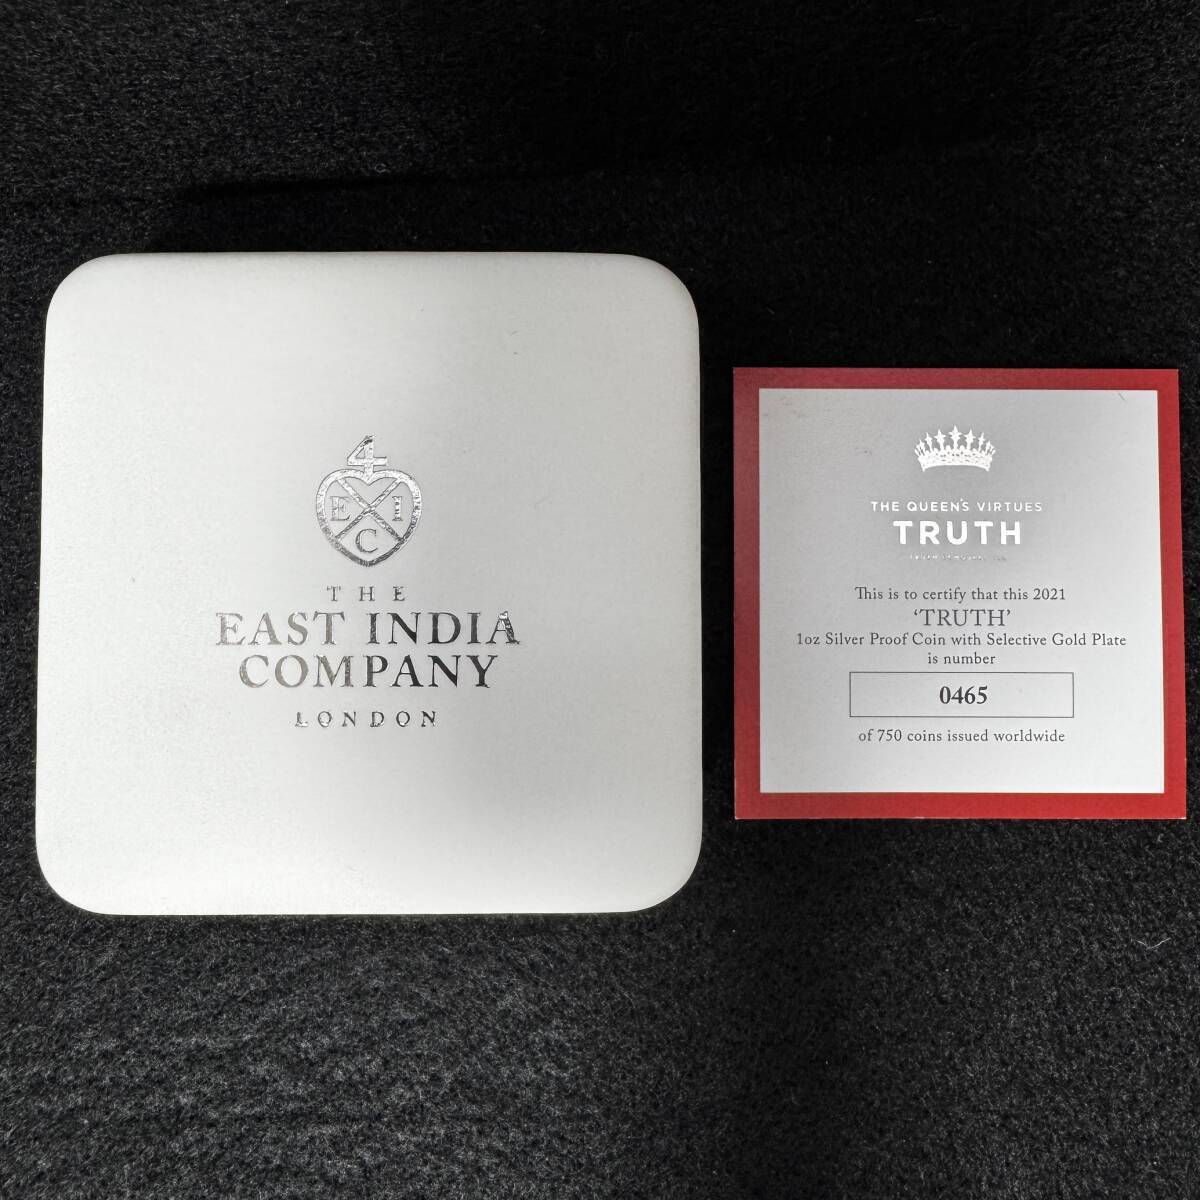 4
E I
C
THE
EAST INDIA
COMPANY
LONDON
THE QUEEN'S VIRTUES
TRUTH
This is to certify that this 2021
‘TRUTH’
1oz Silver Proof Coin with Selective Gold Plate
is number
0465
of 750 coins issued worldwide